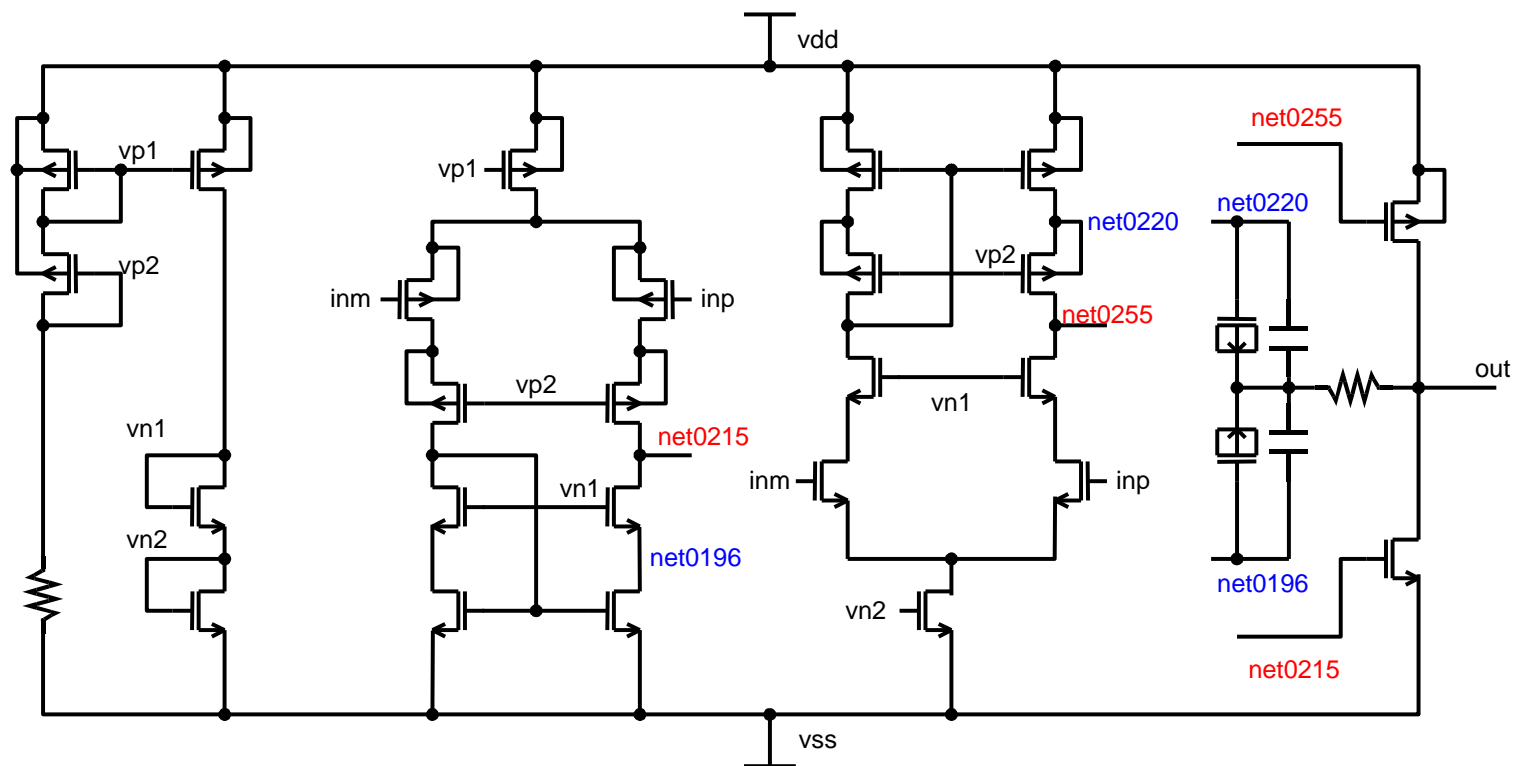 vdd
net0255
vp1
vp1
net0220
net0220
vp2
vp2
inm
inp
net0255
out
vp2
vn1
vn1
net0215
inm
inp
vn1
vn2
net0196
net0196
vn2
net0215
vss